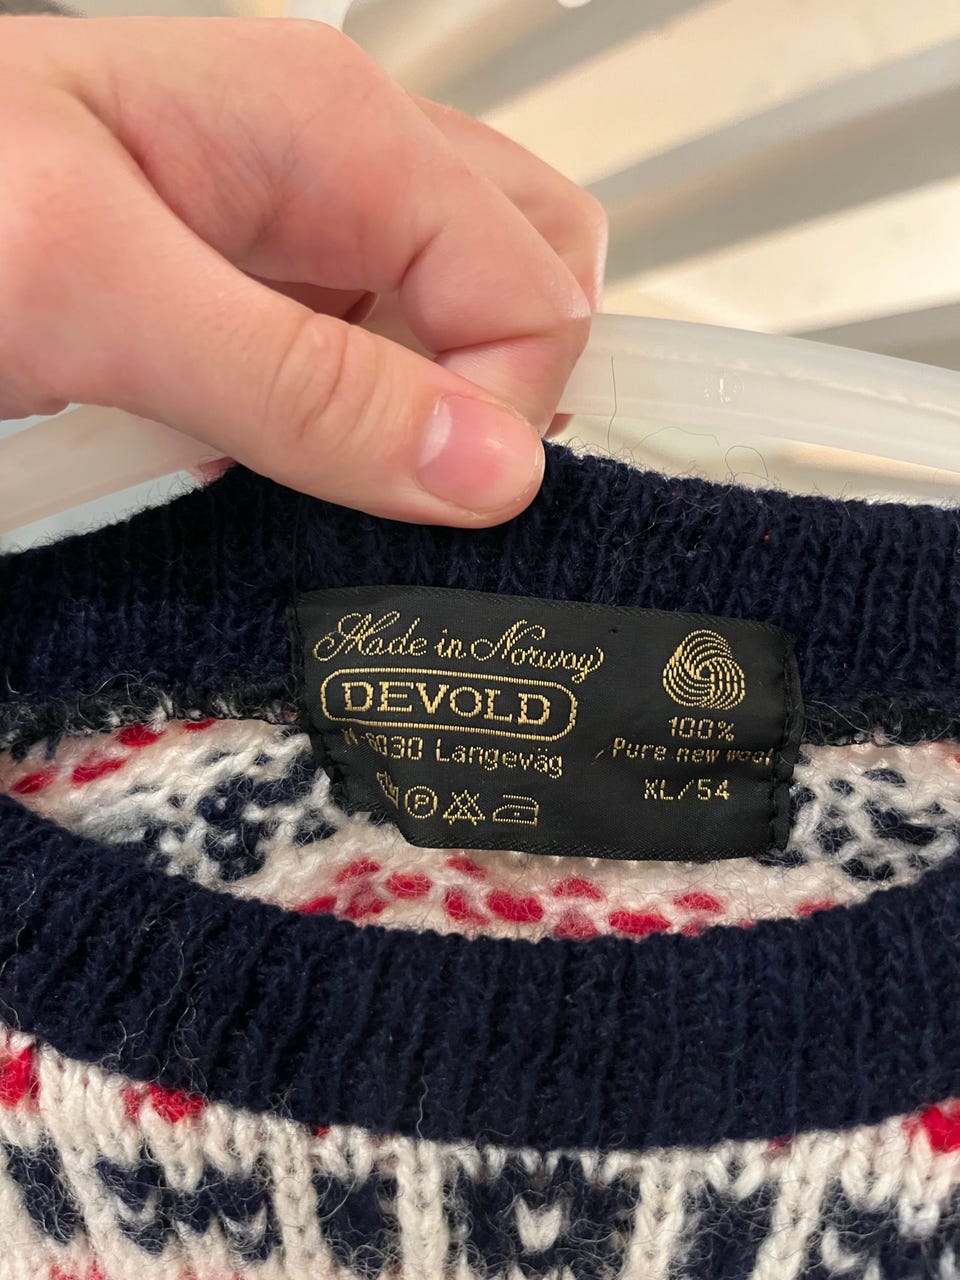 Made in Norway
DEVOLD
N-6030 Langevåg
100%
Pure new wool
XL/54
P